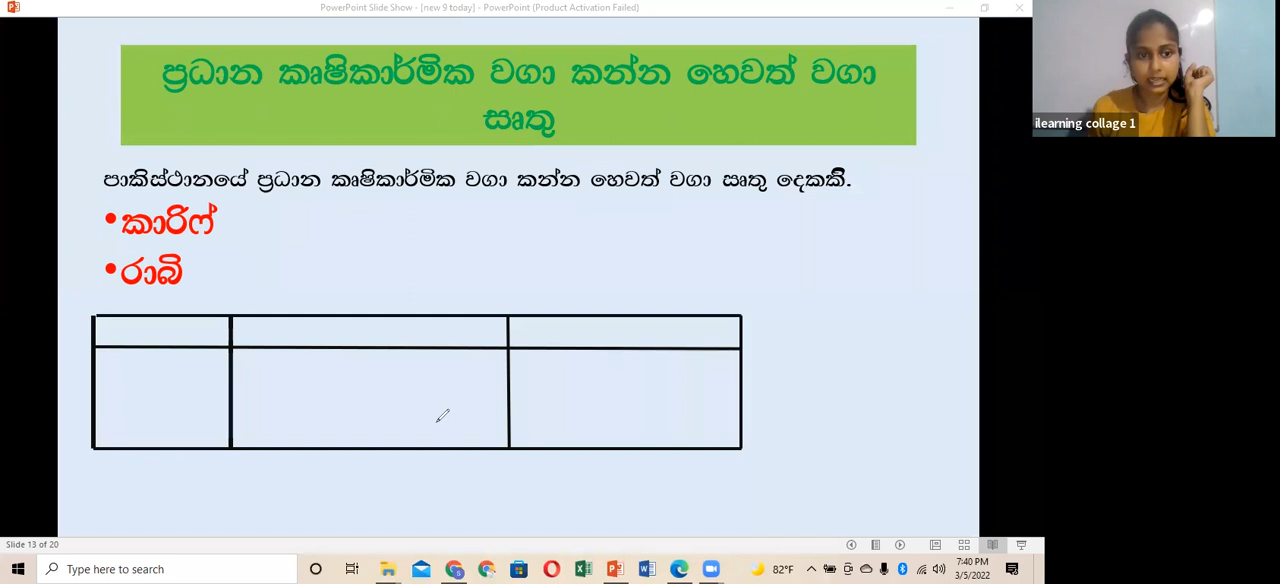 PowerPoint Slide Show - [new 9 today] - PowerPoint (Product Activation Failed)
ප්‍රධාන කෘෂිකාර්මික වගා කන්න හෙවත් වගා
සෘතු
ilearning collage 1
පාකිස්ථානයේ ප්‍රධාන කෘෂිකාර්මික වගා කන්න හෙවත් වගා සෘතු දෙකකි.
•කාරිෆ්
•රාබි
Slide 13 of 20
Type here to search
82°F
7:40 PM
3/5/2022